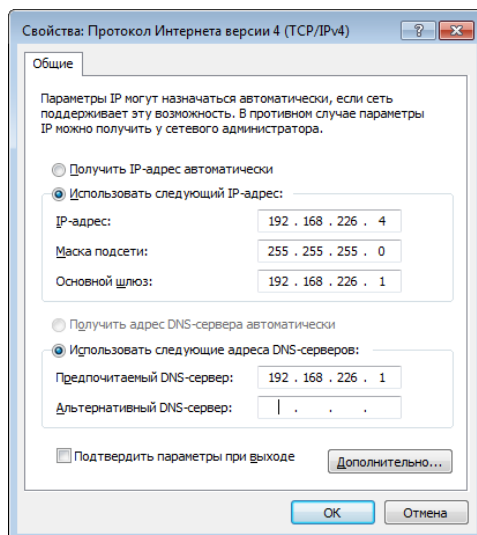 Свойства: Протокол Интернета версии 4 (TCP/IPv4)
Общие
Параметры IP могут назначаться автоматически, если сеть
поддерживает эту возможность. В противном случае параметры
IP можно получить у сетевого администратора.
Получить IP-адрес автоматически
Использовать следующий IP-адрес:
IP-адрес: 192 . 168 . 226 . 4
Маска подсети: 255 . 255 . 255 . 0
Основной шлюз: 192 . 168 . 226 . 1
Получить адрес DNS-сервера автоматически
Использовать следующие адреса DNS-серверов:
Предпочитаемый DNS-сервер: 192 . 168 . 226 . 1
Альтернативный DNS-сервер: . . .
Подтвердить параметры при выходе
Дополнительно...
OK Отмена